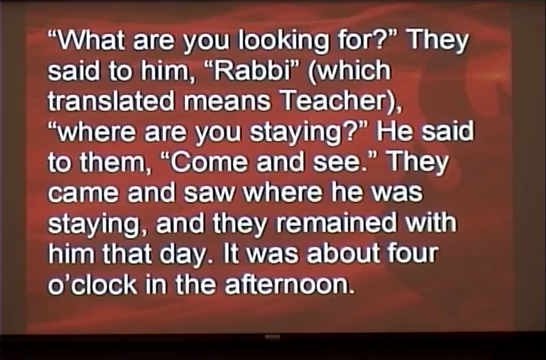 “What are you looking for?” They
said to him, “Rabbi” (which
translated means Teacher),
“where are you staying?” He said
to them, “Come and see.” They
came and saw where he was
staying, and they remained with
him that day. It was about four
o’clock in the afternoon.